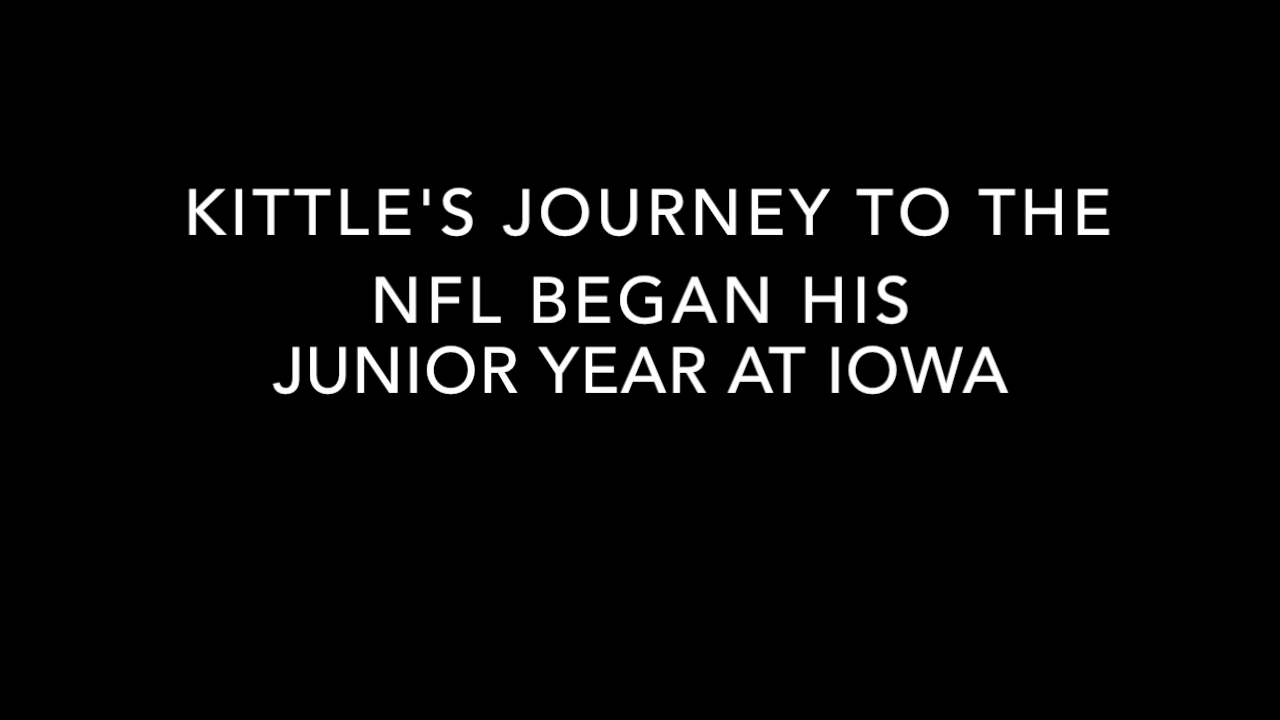 KITTLE'S JOURNEY TO THE
NFL BEGAN HIS
JUNIOR YEAR AT IOWA